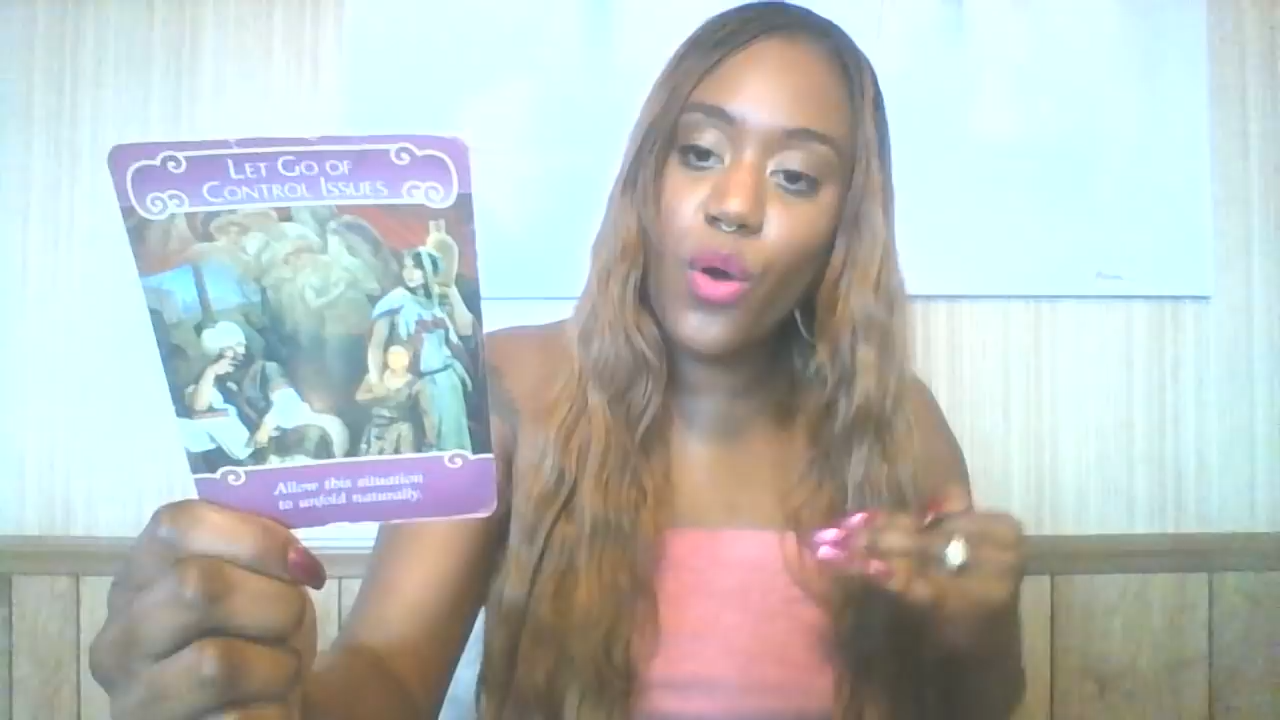 LET GO OF
CONTROL ISSUES
Allow this situation
to unfold naturally.